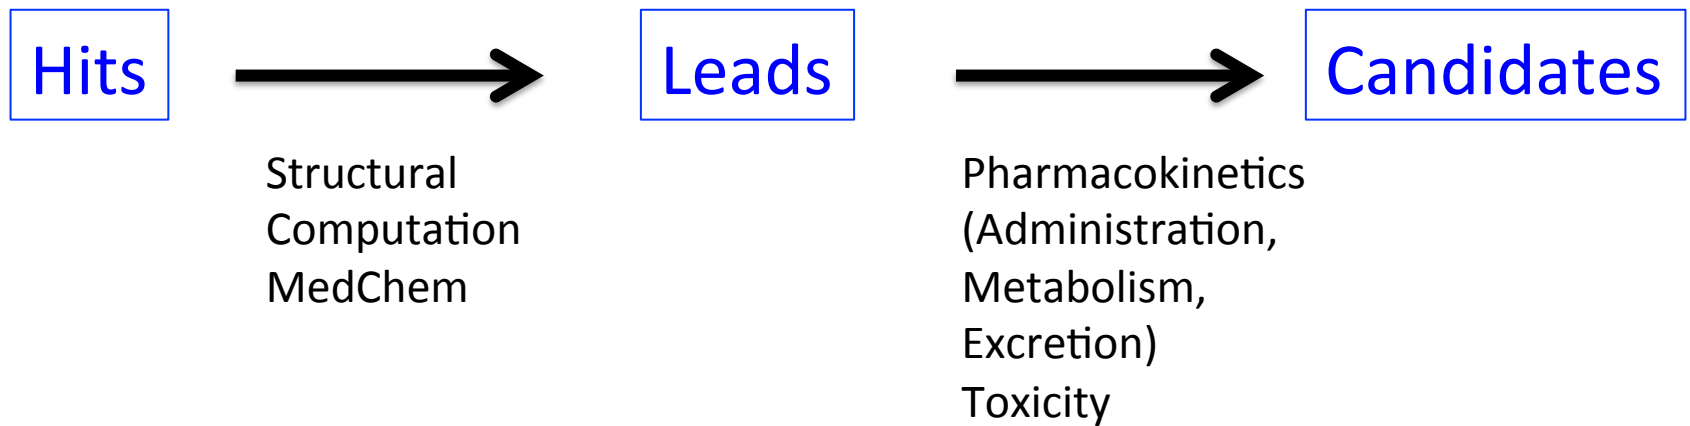 Hits
Leads
Candidates
Structural
Computation
MedChem
Pharmacokinetics
(Administration,
Metabolism,
Excretion)
Toxicity